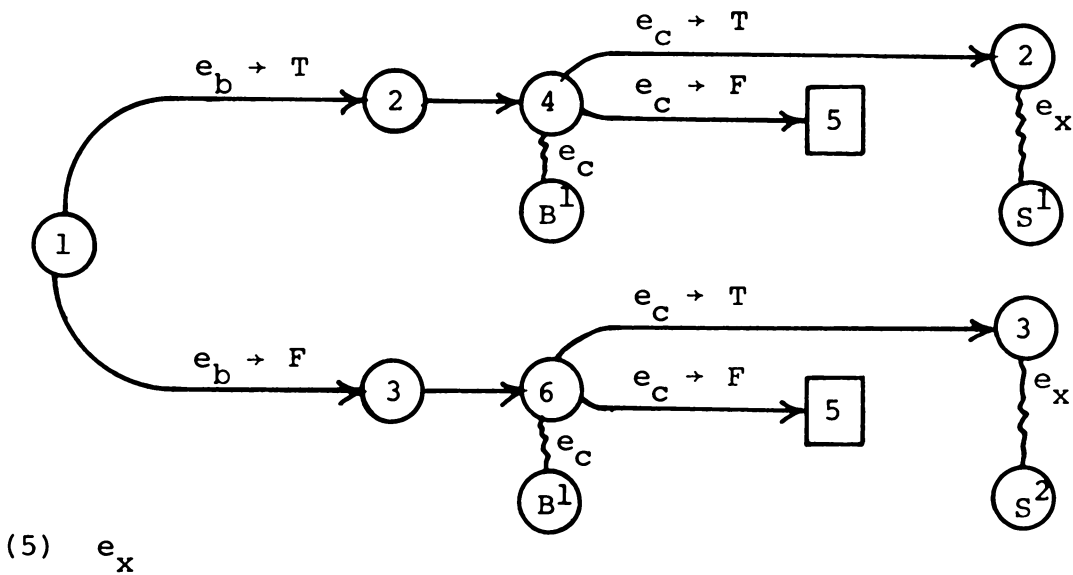 e_c → T
2
e_b → T
2
4
e_c → F
5
e_x
e_c
B^1
S^1
1
e_c → T
3
e_b → F
3
6
e_c → F
5
e_x
e_c
B^1
S^2
(5) e_x